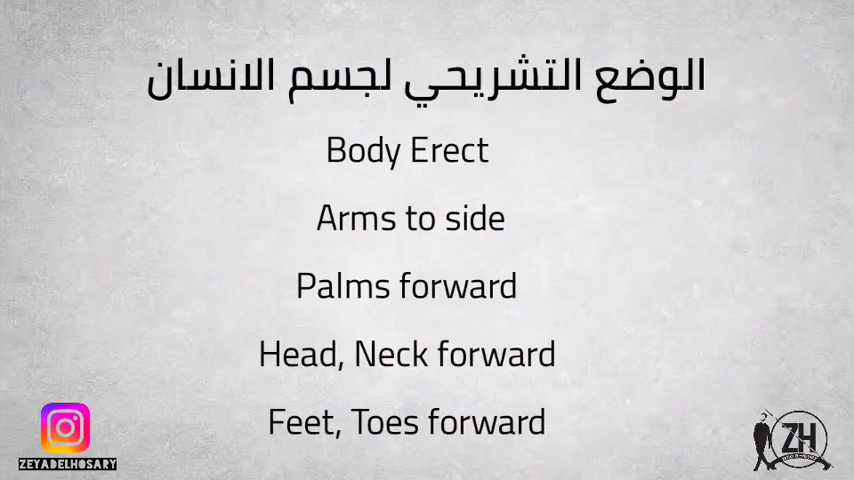 الوضع التشريحي لجسم الانسان
Body Erect
Arms to side
Palms forward
Head, Neck forward
Feet, Toes forward
ZEYADELHOSARY
ZH